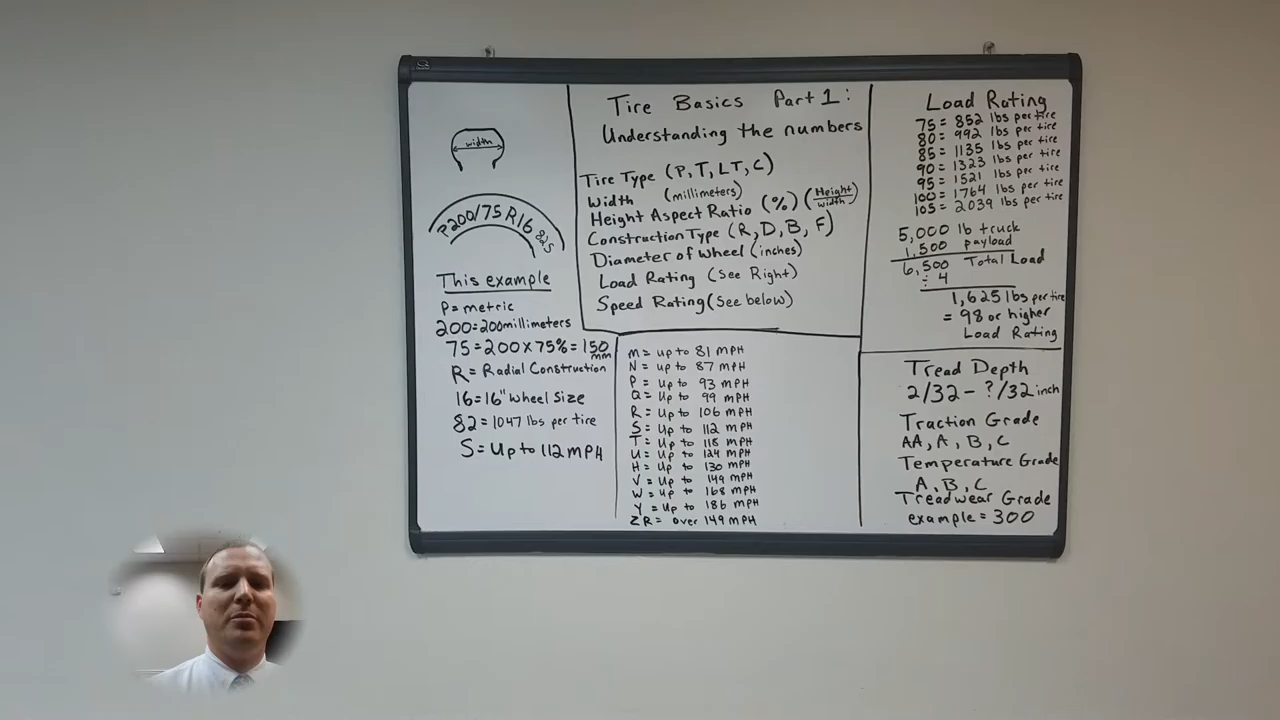 width
P200/75 R16 82S
This example
P=metric
200=200millimeters
75=200x75%=150
mm
R=Radial Construction
16=16" Wheel Size
82=1047 lbs per tire
S=Up to 112 MPH
Tire Basics Part 1:
Understanding the numbers
Tire Type (P,T,LT,C)
Width (millimeters)
Height Aspect Ratio (%) (Height/width)
Construction Type (R,D,B,F)
Diameter of Wheel (inches)
Load Rating (See Right)
Speed Rating (See below)
M=up to 81 MPH
N=up to 87 MPH
P=up to 93 MPH
Q=up to 99 MPH
R=up to 106 MPH
S=up to 112 MPH
T=up to 118 MPH
U=up to 124 MPH
H=up to 130 MPH
V=up to 149 MPH
W=up to 168 MPH
Y=up to 186 MPH
ZR= over 149 MPH
Load Rating
75=852 lbs per tire
80=992 lbs per tire
85=1135 lbs per tire
90=1323 lbs per tire
95=1521 lbs per tire
100=1764 lbs per tire
105=2039 lbs per tire
5,000 lb truck
1,500 payload
6,500 Total Load
÷ 4
1,625 lbs per tire
= 98 or higher
Load Rating
Tread Depth
2/32 - ?/32 inch
Traction Grade
AA, A, B, C
Temperature Grade
A, B, C
Treadwear Grade
example=300